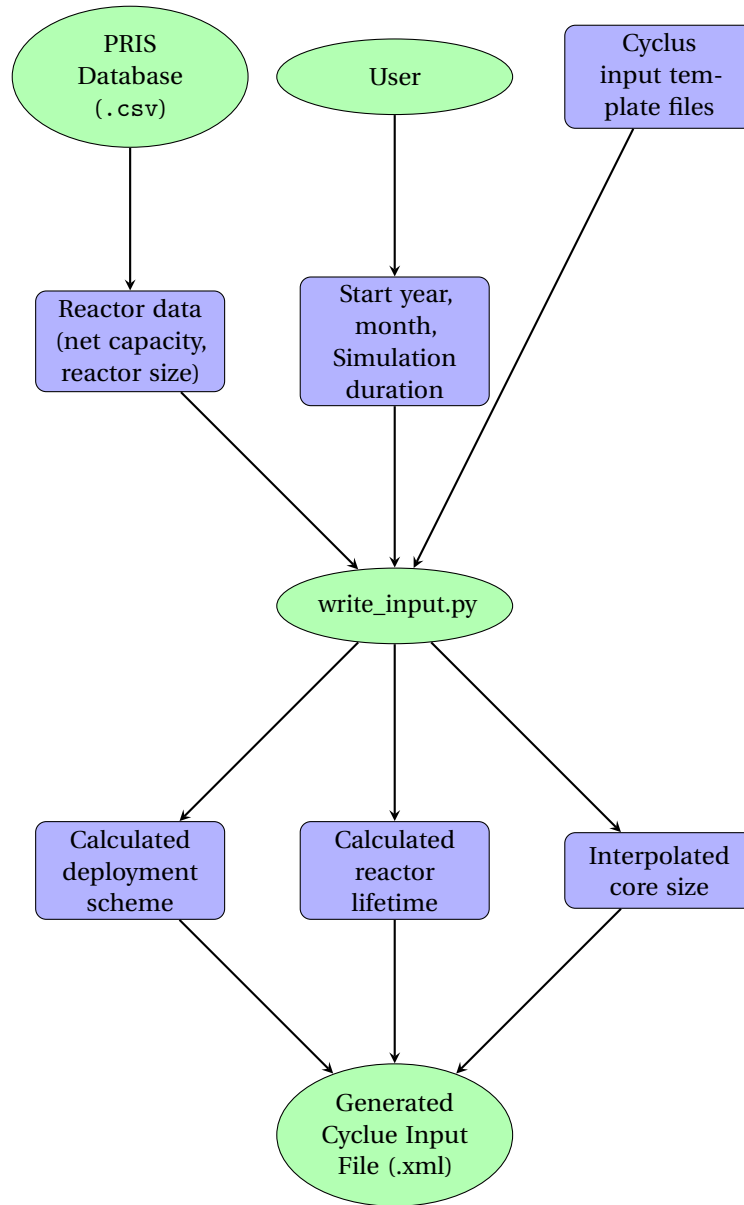 PRIS
Database
(.csv)
User
Cyclus
input tem-
plate files
Reactor data
(net capacity,
reactor size)
Start year,
month,
Simulation
duration
write_input.py
Calculated
deployment
scheme
Calculated
reactor
lifetime
Interpolated
core size
Generated
Cyclue Input
File (.xml)